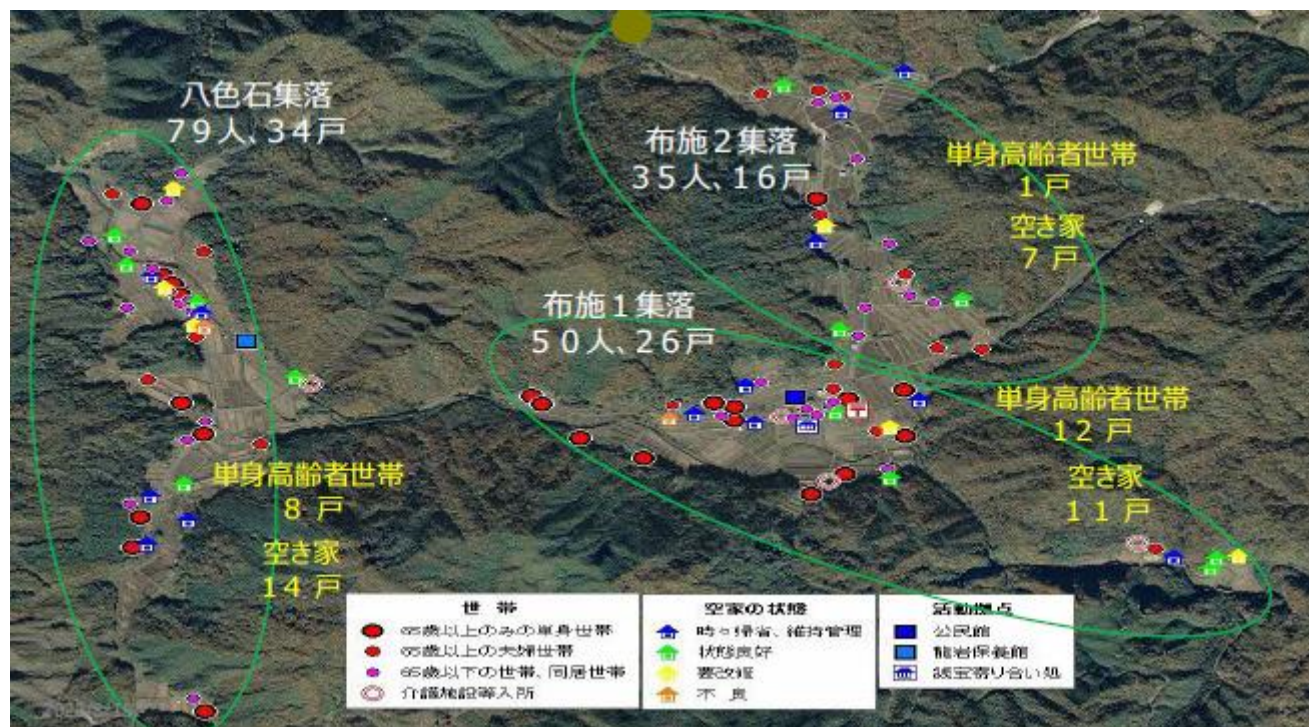 八色石集落
79人、34戸
布施2集落
35人、16戸
単身高齢者世帯
1戸
空き家
7戸
布施1集落
50人、26戸
単身高齢者世帯
12戸
空き家
11戸
単身高齢者世帯
8戸
空き家
14戸
世帯
65歳以上のみの単身世帯
65歳以上の夫婦世帯
65歳以下の世帯、同居世帯
介護施設等入所
空家の状態
時々帰省、維持管理
状態良好
要改修
不良
活動拠点
公民館
寄り合い処